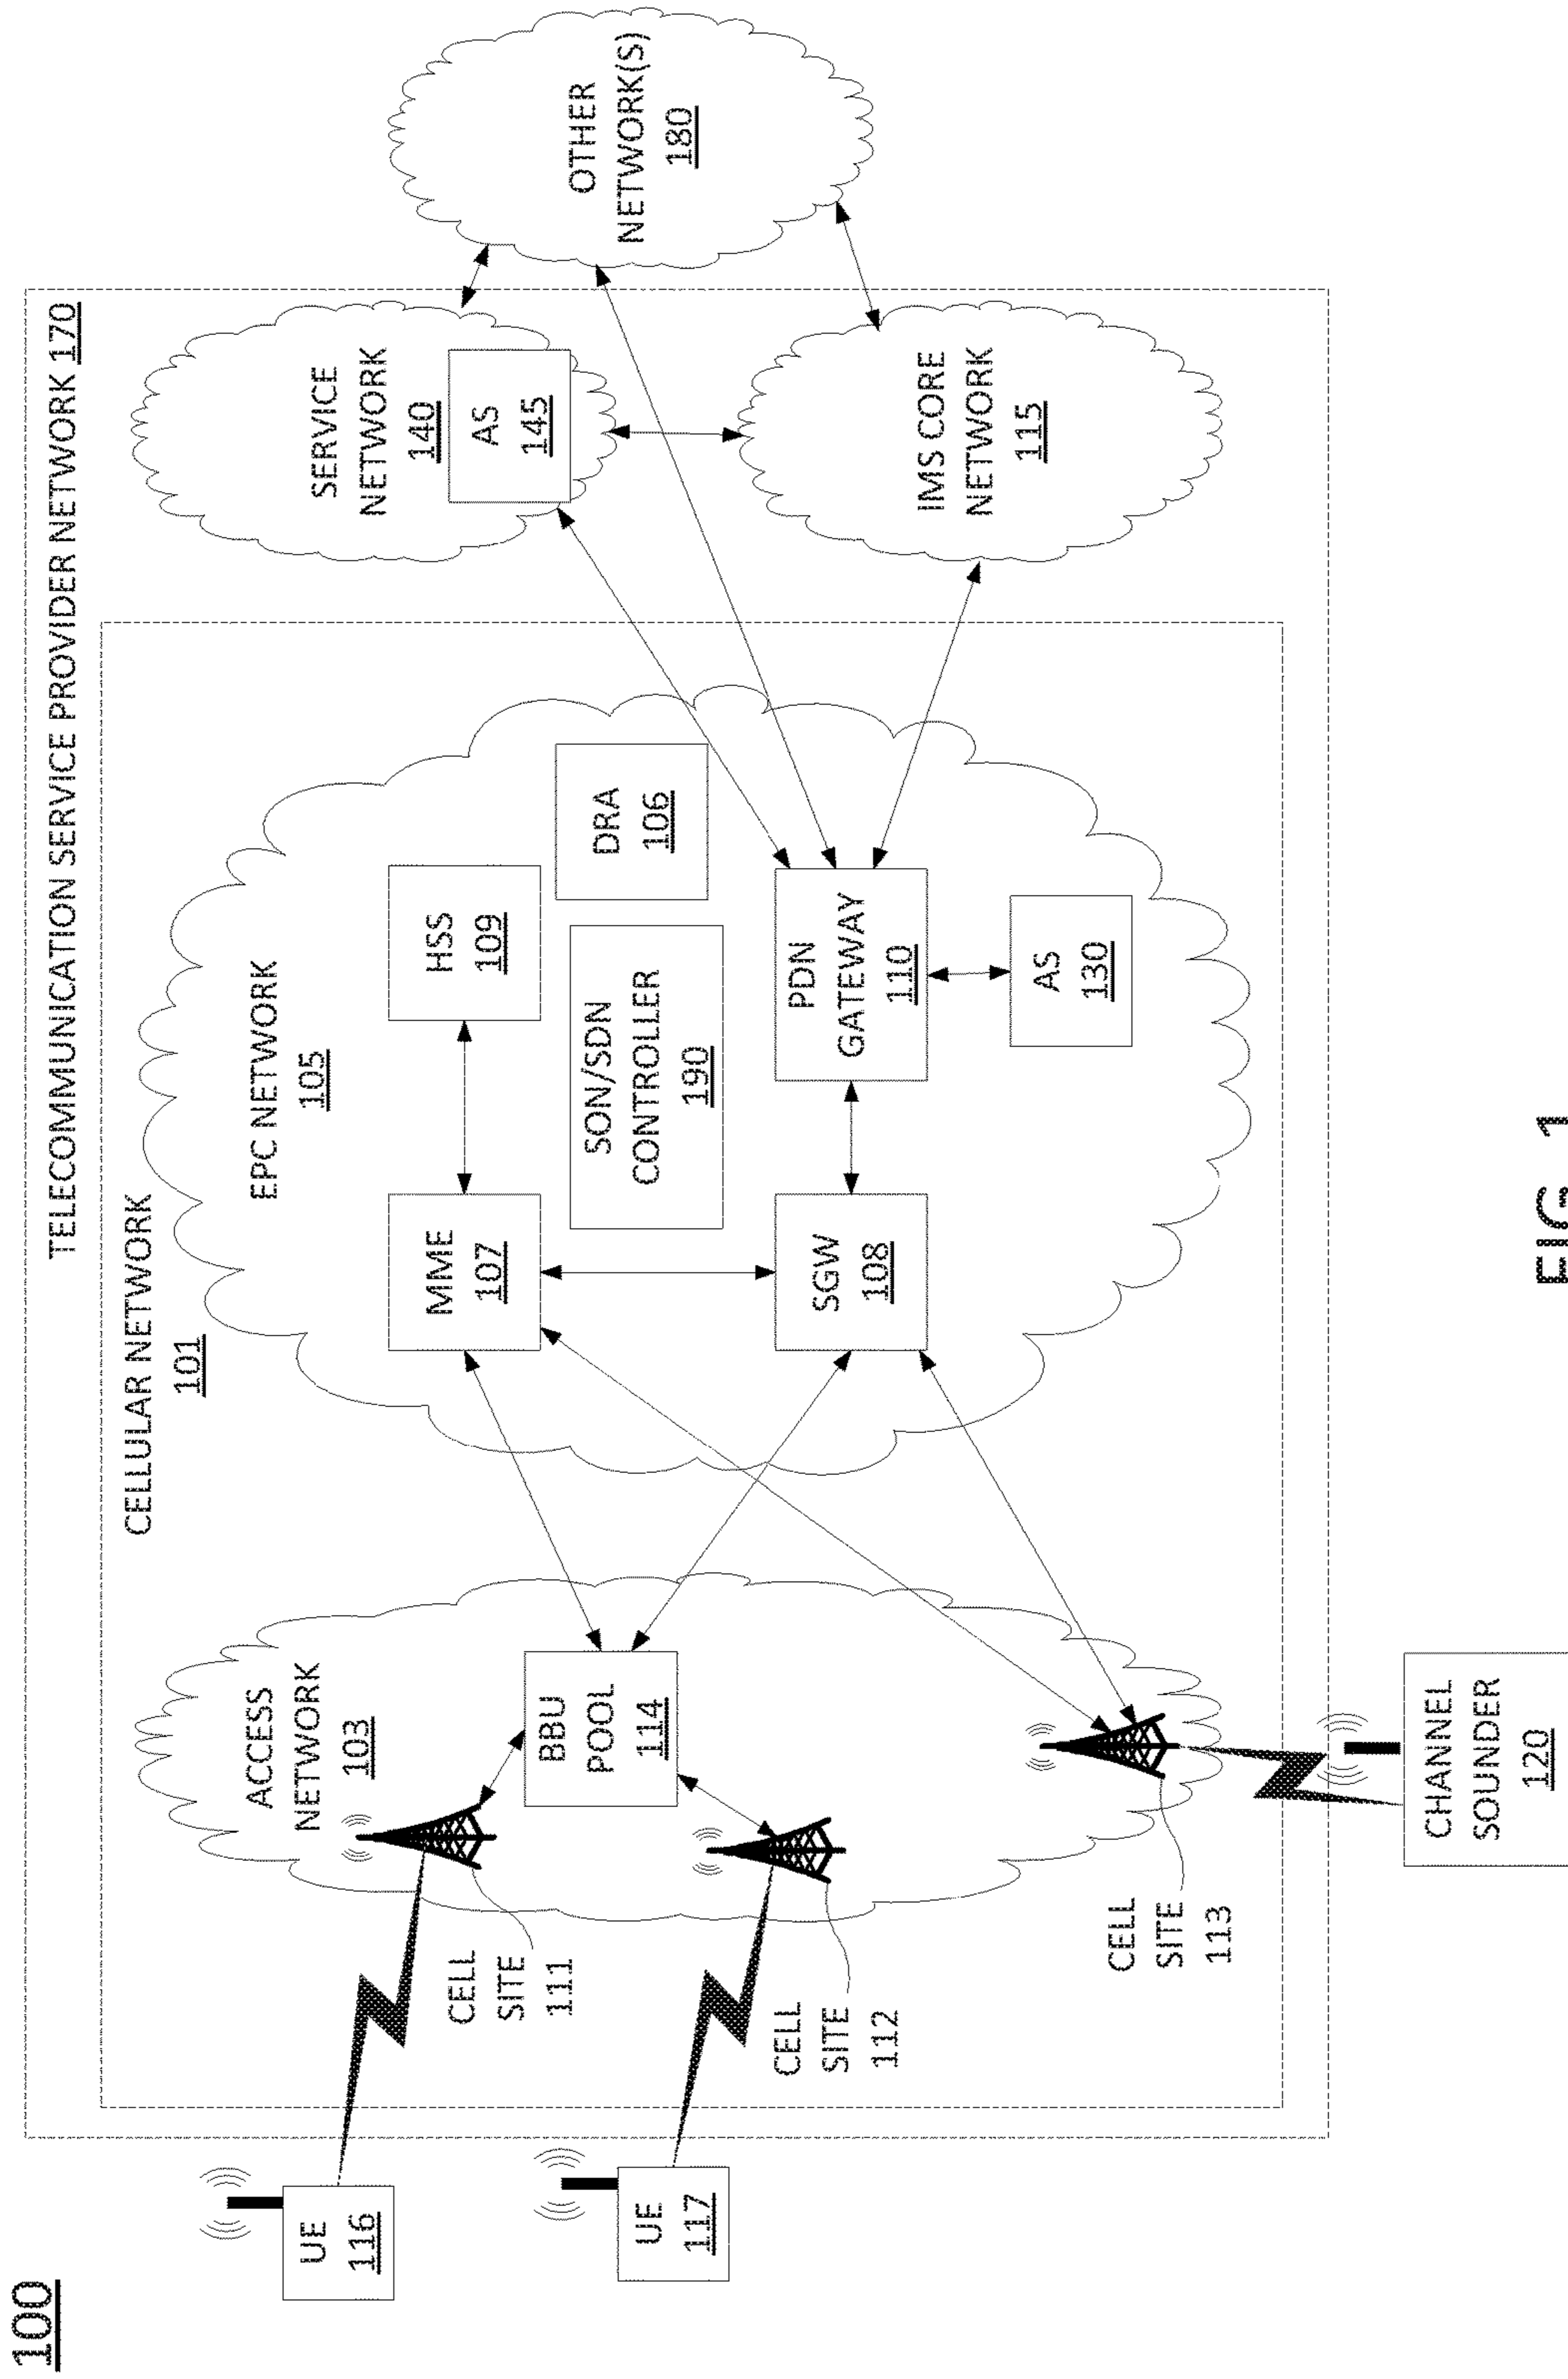 100
TELECOMMUNICATION SERVICE PROVIDER NETWORK 170
CELLULAR NETWORK
101
UE
116
UE
117
ACCESS
NETWORK
103
CELL
SITE
111
CELL
SITE
112
CELL
SITE
113
BBU
POOL
114
EPC NETWORK
105
MME
107
HSS
109
SON/SDN
CONTROLLER
190
DRA
106
SGW
108
PDN
GATEWAY
110
AS
130
SERVICE
NETWORK
140
AS
145
IMS CORE
NETWORK
115
OTHER
NETWORK(S)
180
CHANNEL
SOUNDER
120
FIG. 1